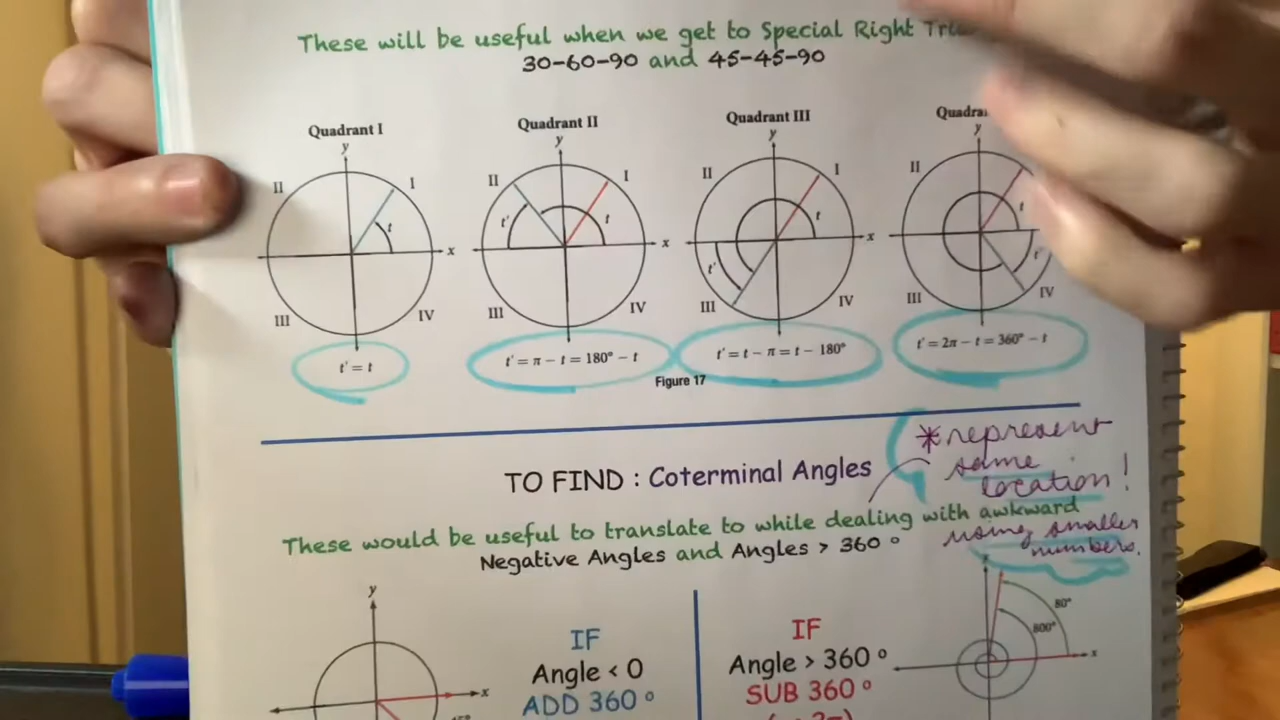 These will be useful when we get to Special Right
30-60-90 and 45-45-90
Quadrant I
Quadrant II
Quadrant III
y
y
y
y
II
I
II
I
II
I
II
t
t'
t
t
t'
t
t'
x
x
x
III
IV
III
IV
III
IV
III
IV
t' = t
t' = π − t = 180° − t
t' = t − π = t − 180°
t' = 2π − t = 360° − t
Figure 17
TO FIND : Coterminal Angles
*represent
same
location!
These would be useful to translate to while dealing with awkward
Negative Angles and Angles > 360 °
using smaller
numbers.
y
x
IF
Angle < 0
ADD 360 °
IF
Angle > 360 °
SUB 360 °
80°
800°
x